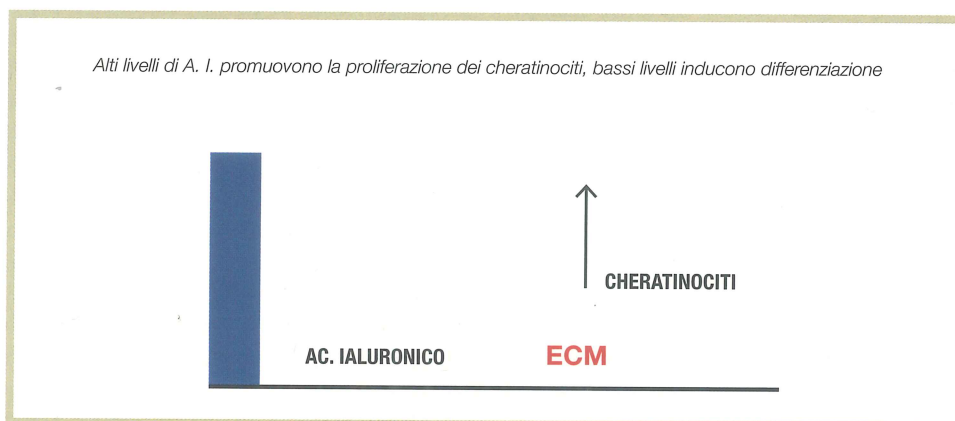 Alti livelli di A. I. promuovono la proliferazione dei cheratinociti, bassi livelli inducono differenziazione
CHERATINOCITI
AC. IALURONICO ECM